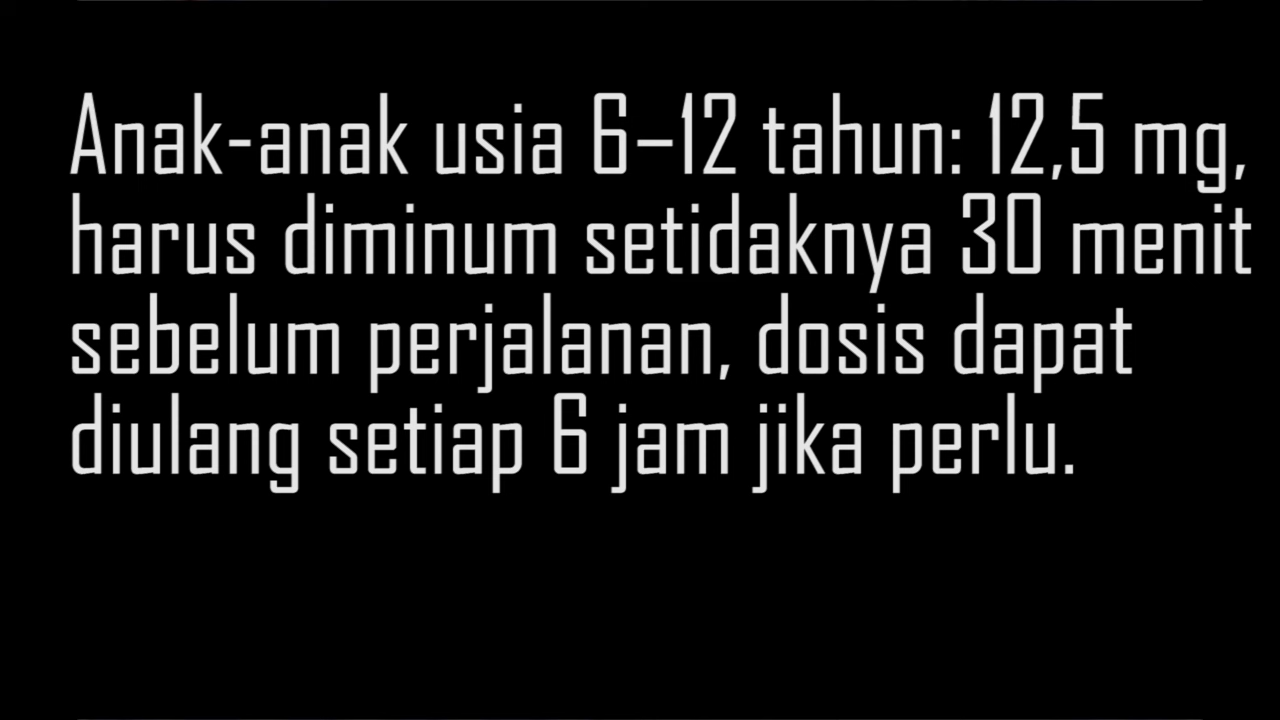 Anak-anak usia 6–12 tahun: 12,5 mg,
harus diminum setidaknya 30 menit
sebelum perjalanan, dosis dapat
diulang setiap 6 jam jika perlu.